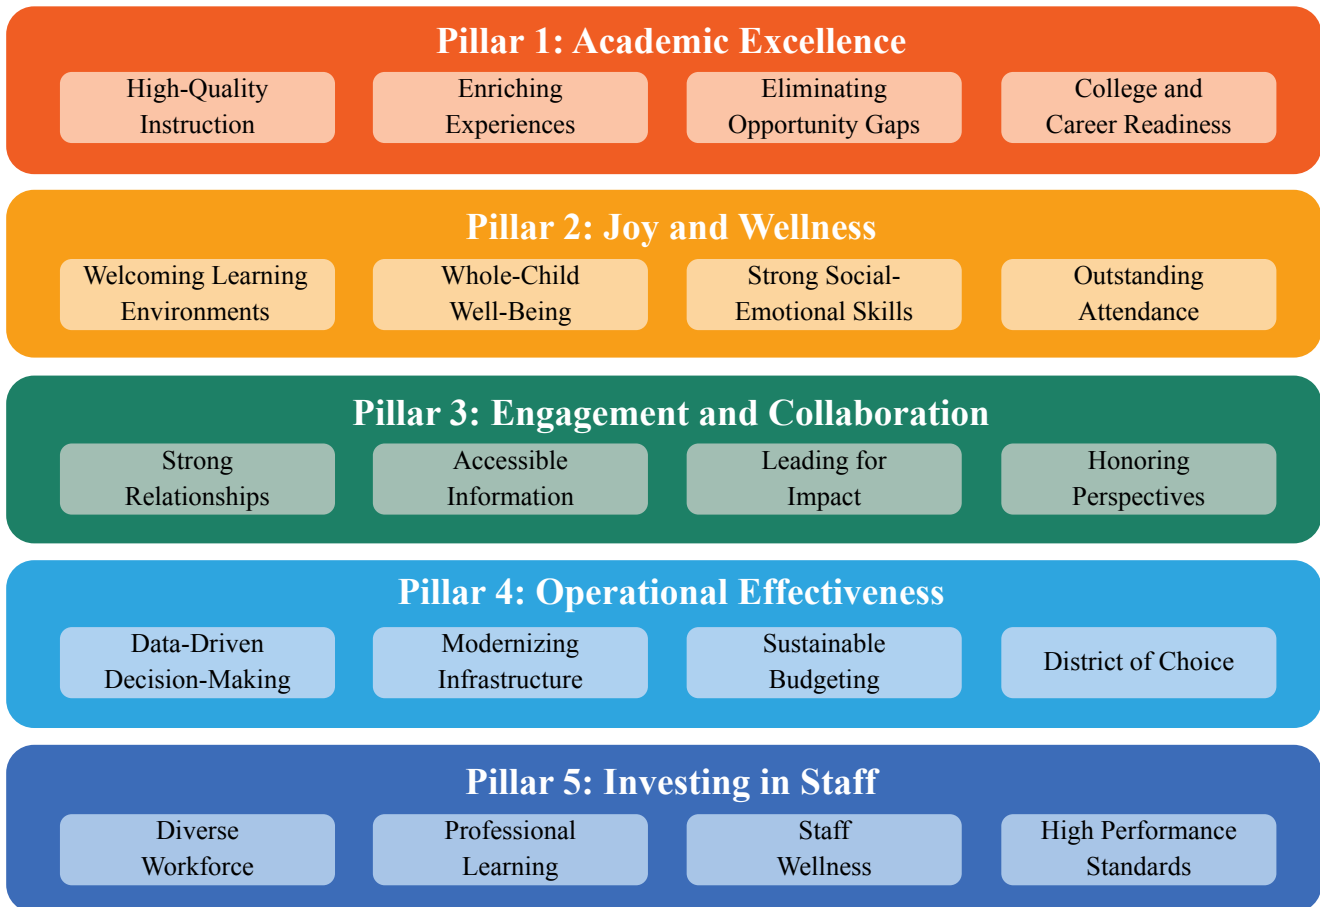 Pillar 1: Academic Excellence
High-Quality
Instruction
Enriching
Experiences
Eliminating
Opportunity Gaps
College and
Career Readiness
Pillar 2: Joy and Wellness
Welcoming Learning
Environments
Whole-Child
Well-Being
Strong Social-
Emotional Skills
Outstanding
Attendance
Pillar 3: Engagement and Collaboration
Strong
Relationships
Accessible
Information
Leading for
Impact
Honoring
Perspectives
Pillar 4: Operational Effectiveness
Data-Driven
Decision-Making
Modernizing
Infrastructure
Sustainable
Budgeting
District of Choice
Pillar 5: Investing in Staff
Diverse
Workforce
Professional
Learning
Staff
Wellness
High Performance
Standards